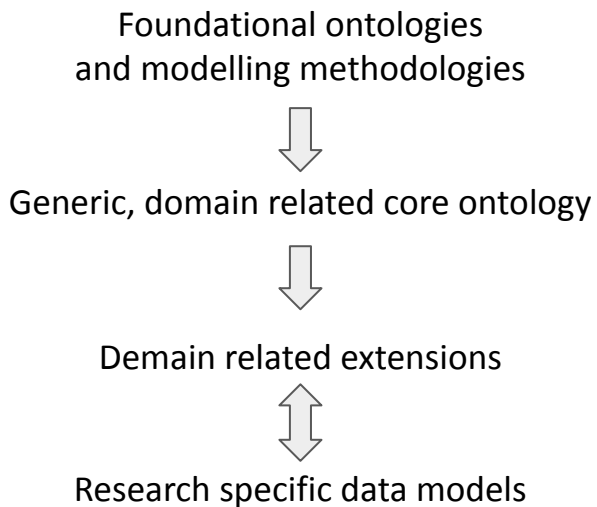 Foundational ontologies
and modelling methodologies
Generic, domain related core ontology
Demain related extensions
Research specific data models